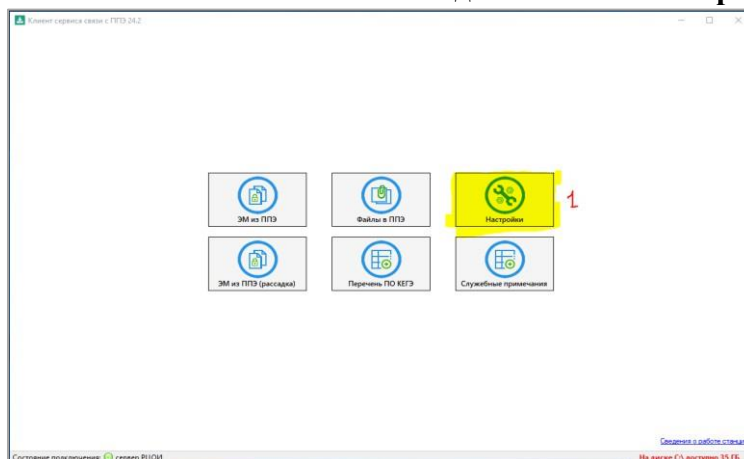 Клиент сервиса связи с ППЭ 24.2
ЭМ из ППЭ
Файлы в ППЭ
Настройки
1
ЭМ из ППЭ (рассадка)
Перечень ПО КЕГЭ
Служебные примечания
Сведения о работе станции
Состояние подключения: сервер РЦОИ
На диске C:\ доступно 35 ГБ